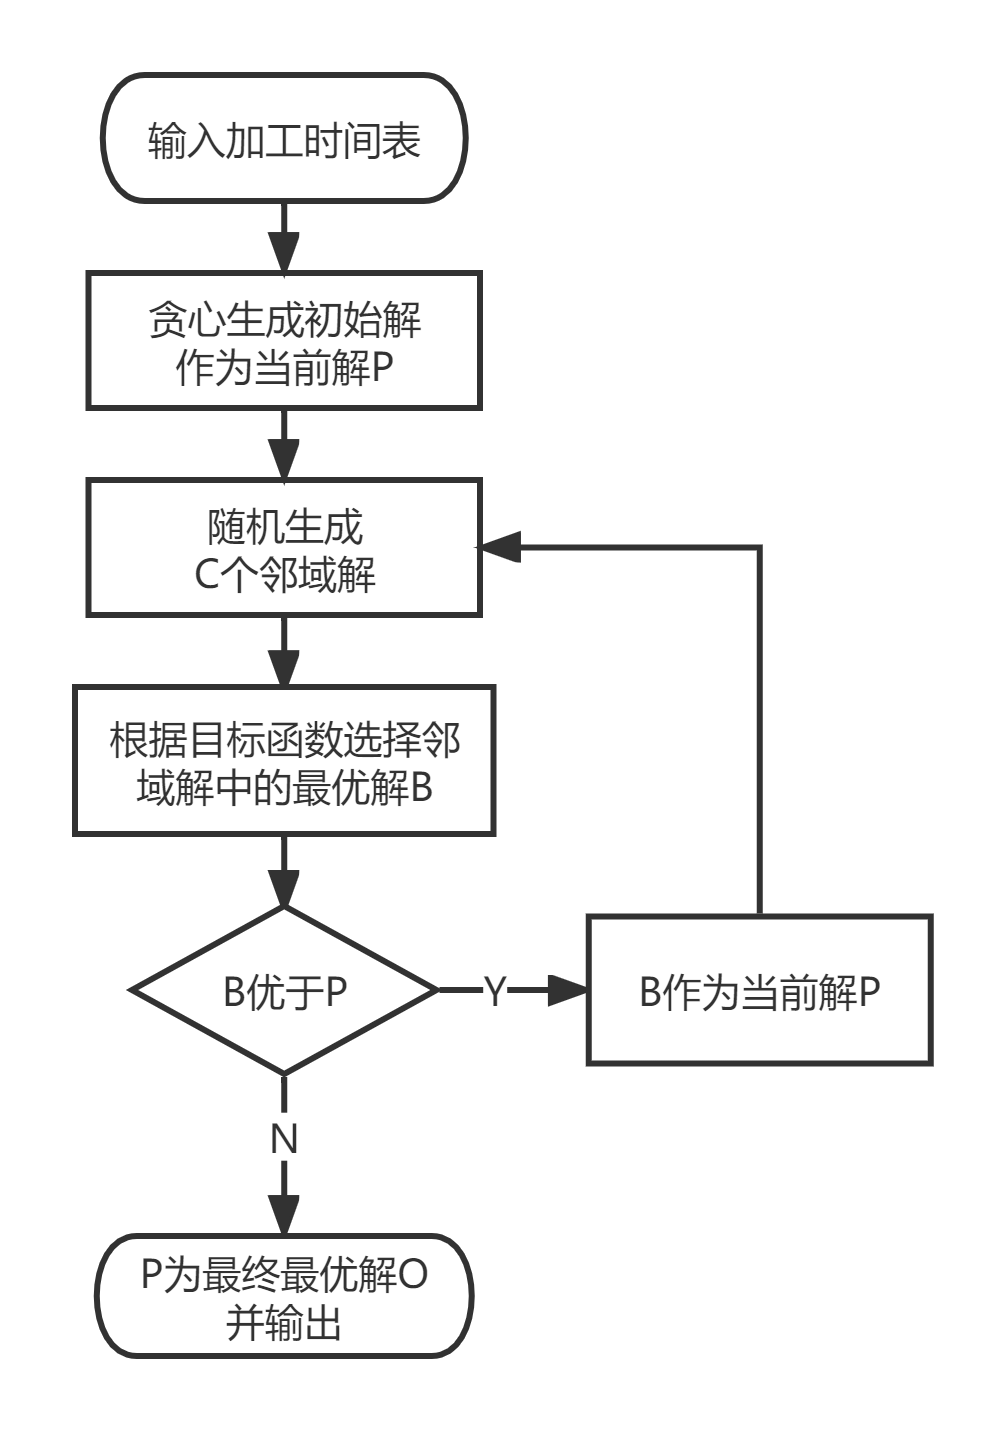 输入加工时间表
贪心生成初始解
作为当前解P
随机生成
C个邻域解
根据目标函数选择邻
域解中的最优解B
B优于P
Y
B作为当前解P
N
P为最终最优解O
并输出